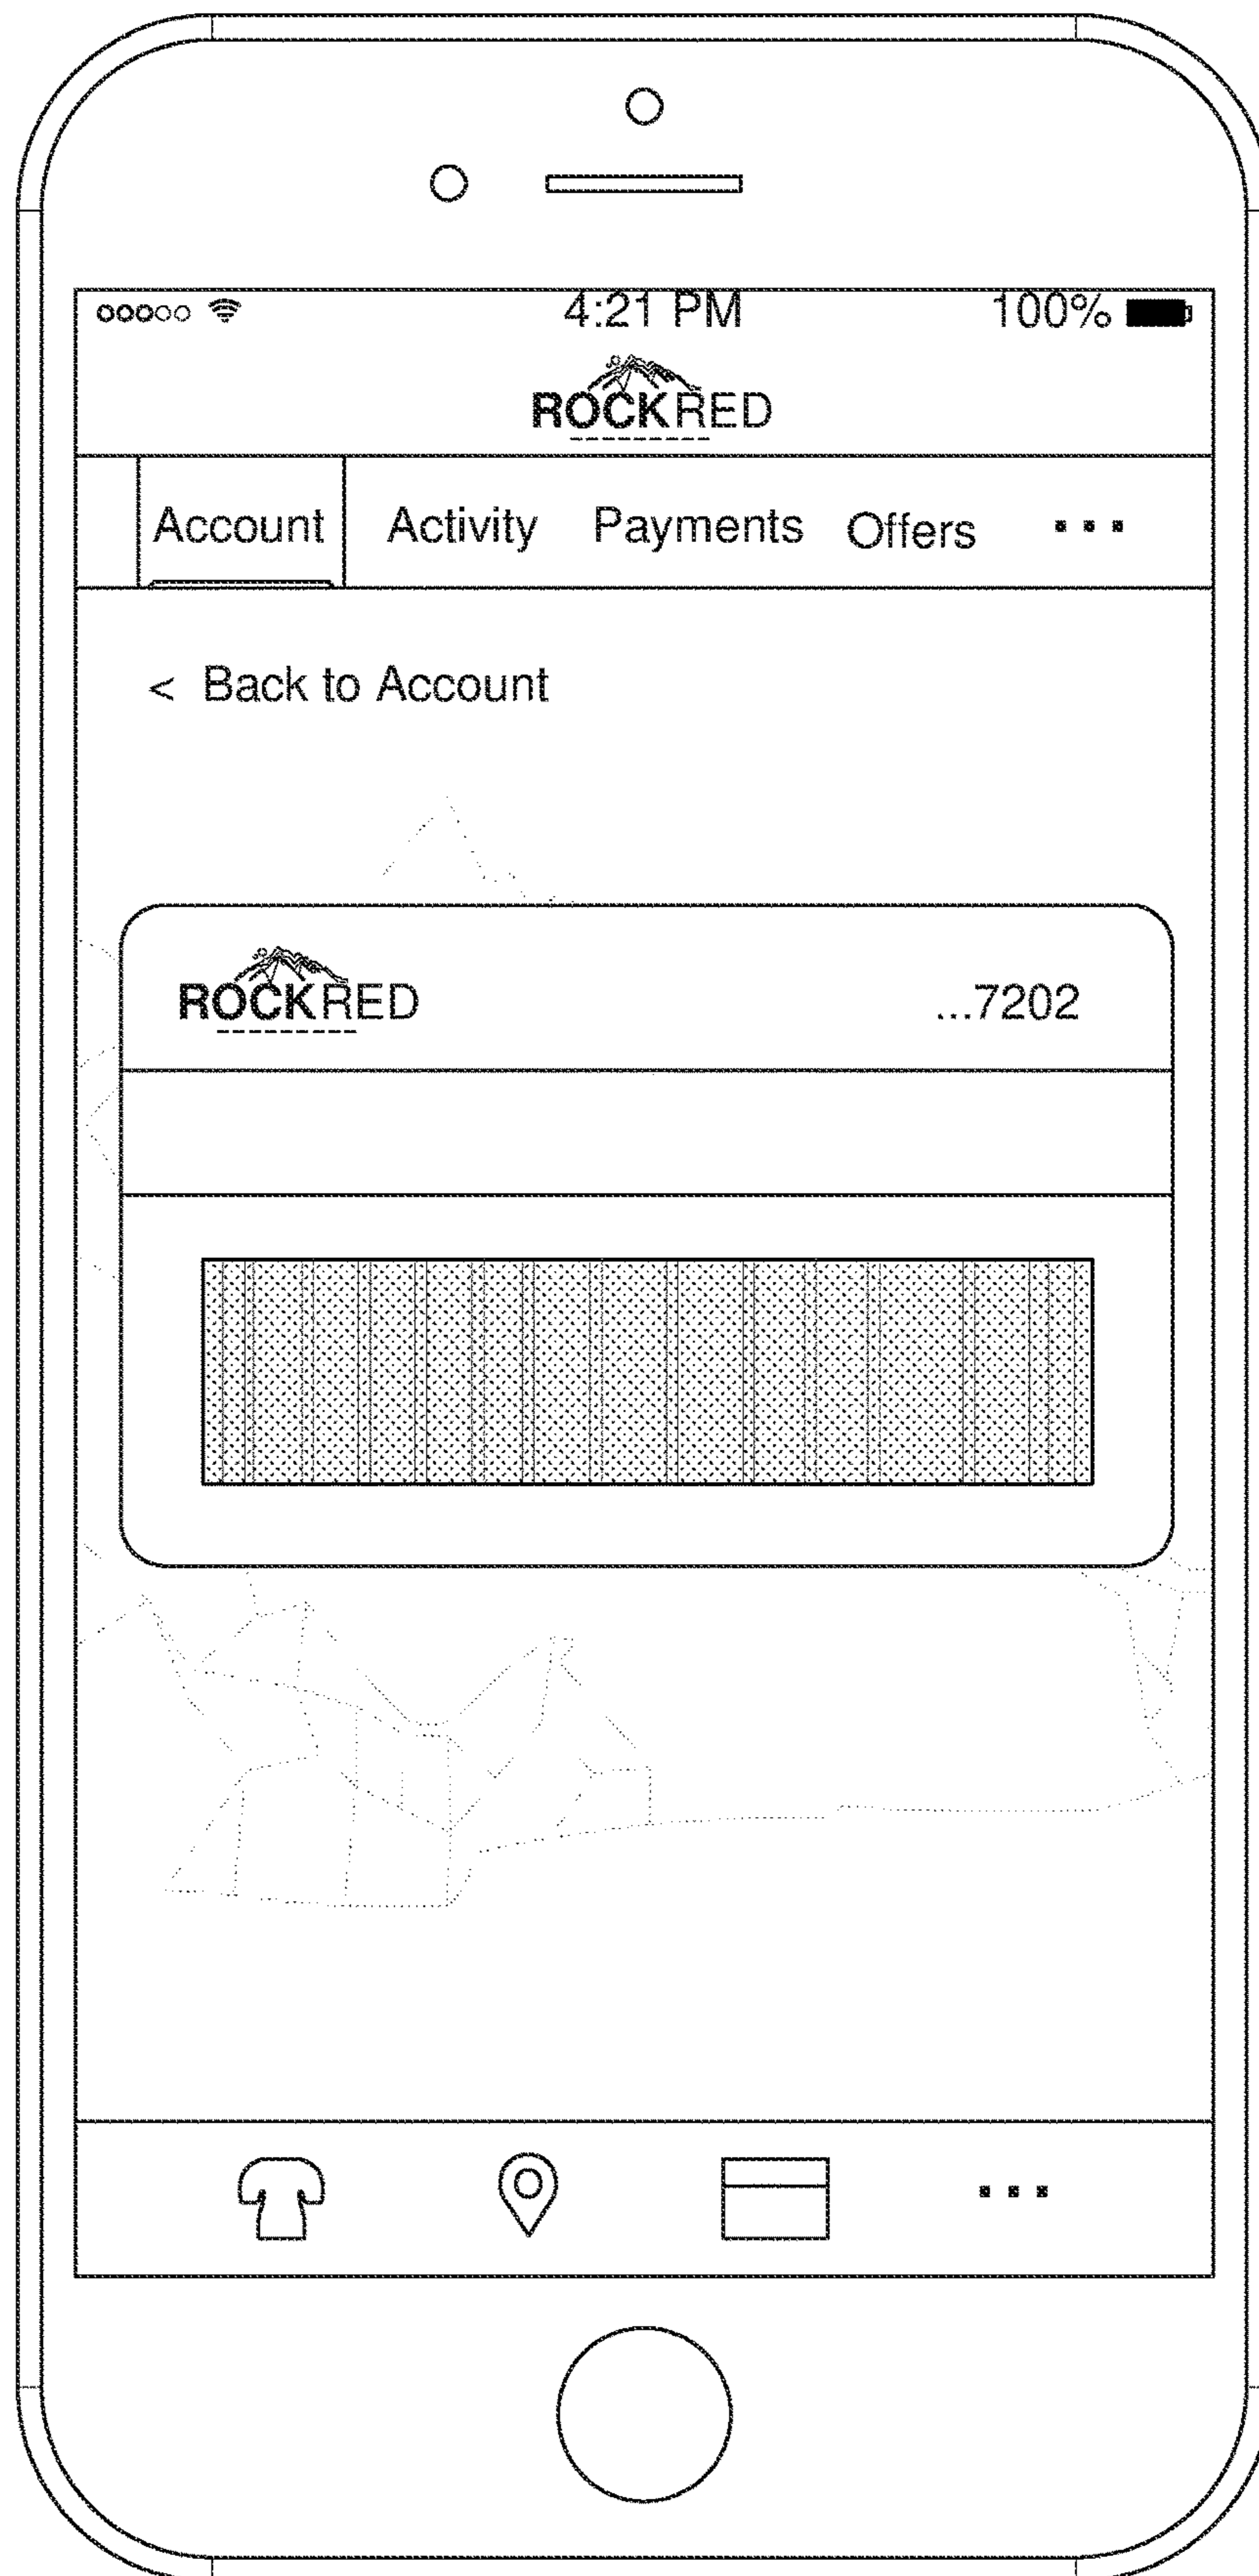 4:21 PM 100%
ROCKRED
Account Activity Payments Offers ...
< Back to Account
ROCKRED ...7202